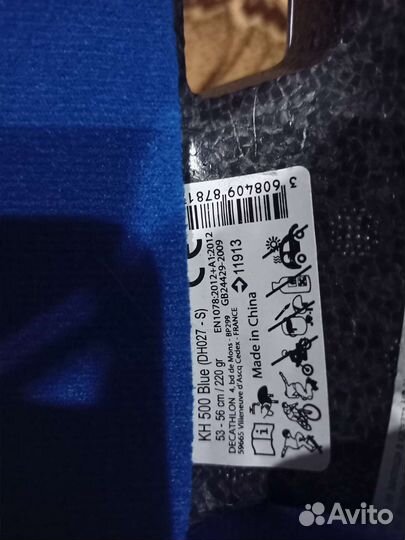 3 608409 8781
CE
EN1078:2012+A1:2012
GB24429-2009
11913
KH 500 Blue (DH027 - S)
53 - 56 cm / 220 gr
DECATHLON 4, bd de Mons - BP299
59665 Villeneuve d'Ascq Cedex - FRANCE
Made in China
Avito